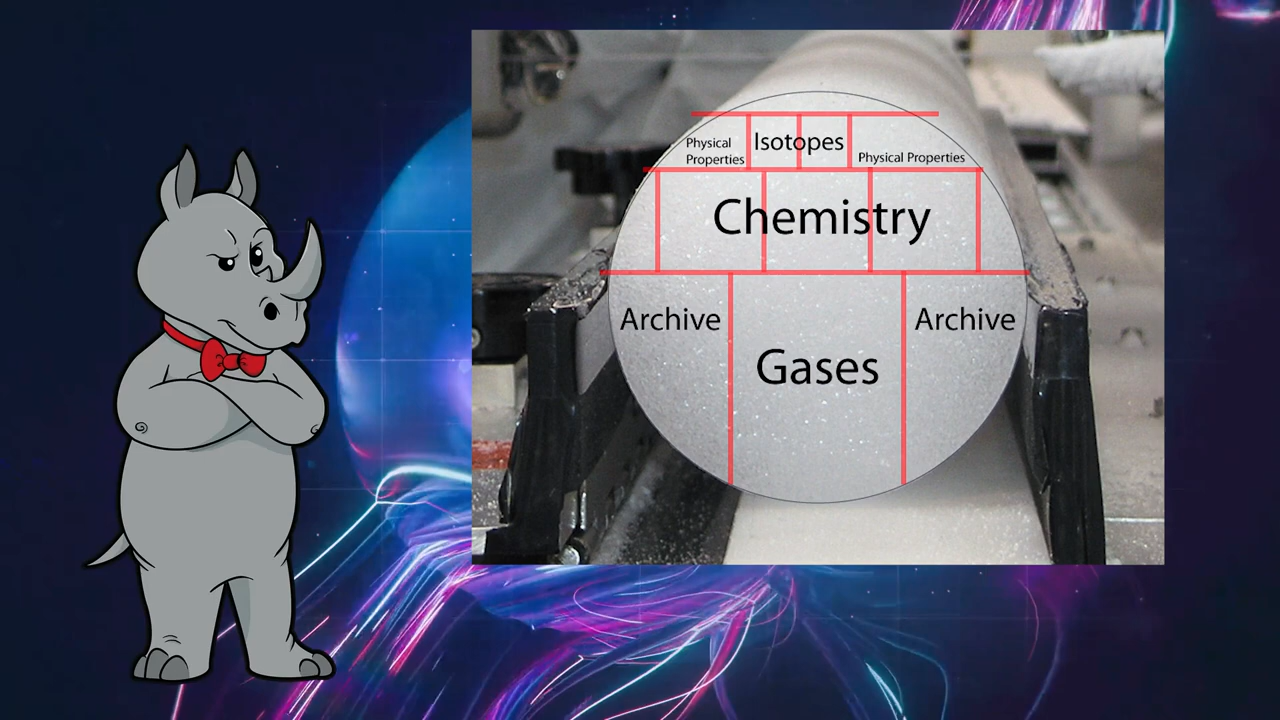 Physical
Properties
Isotopes
Physical Properties
Chemistry
Archive
Archive
Gases